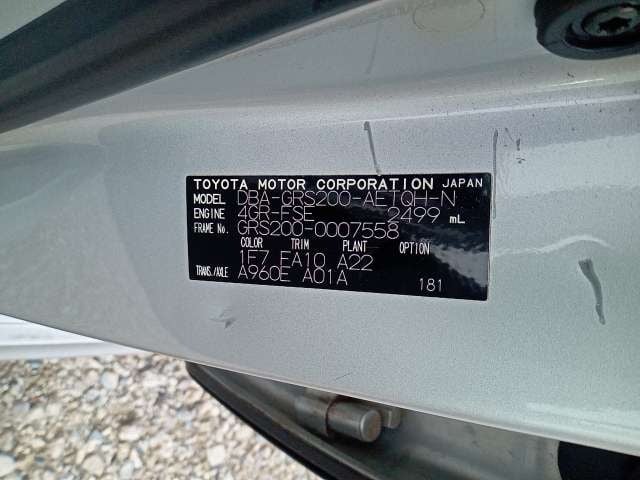 TOYOTA MOTOR CORPORATION JAPAN
MODEL DBA-GRS200-AETQH-N
ENGINE 4GR-FSE 2499 mL
FRAME No. GRS200-0007558
COLOR TRIM PLANT OPTION
1F7 FA10 A22
TRANS./AXLE A960E A01A
181